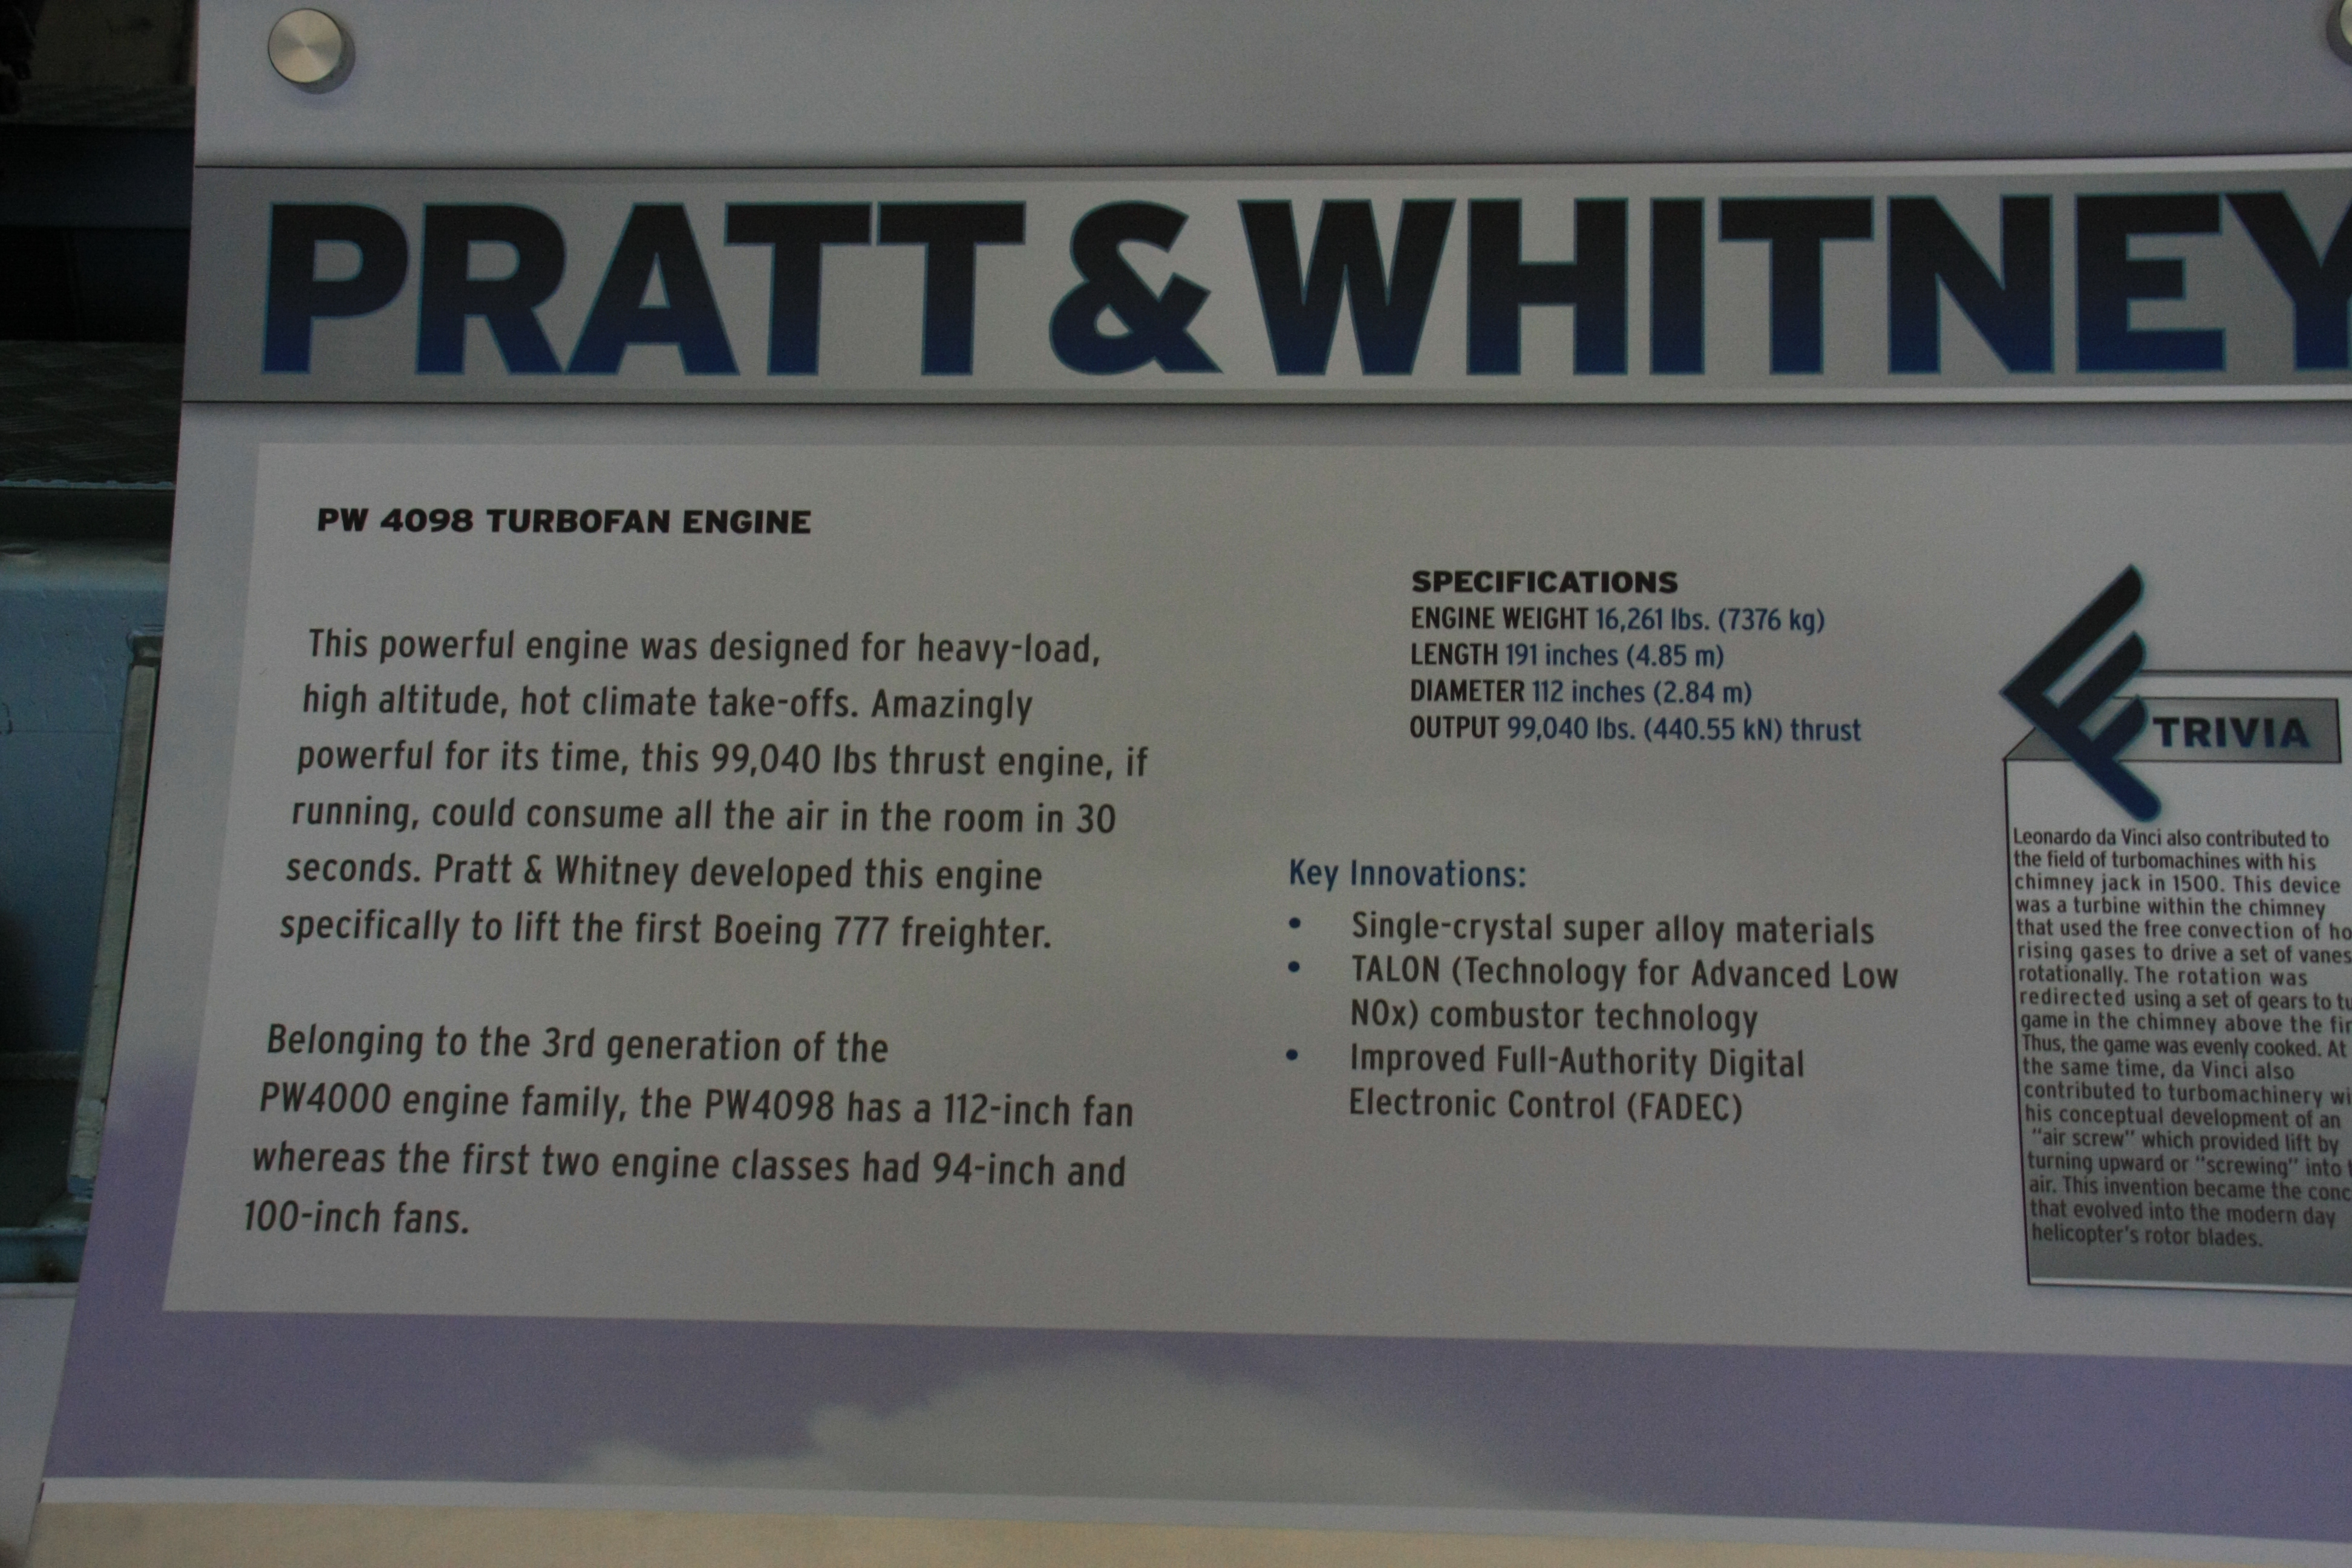 PRATT & WHITNEY
PW 4098 TURBOFAN ENGINE
This powerful engine was designed for heavy-load,
high altitude, hot climate take-offs. Amazingly
powerful for its time, this 99,040 lbs thrust engine, if
running, could consume all the air in the room in 30
seconds. Pratt & Whitney developed this engine
specifically to lift the first Boeing 777 freighter.
Belonging to the 3rd generation of the
PW4000 engine family, the PW4098 has a 112-inch fan
whereas the first two engine classes had 94-inch and
100-inch fans.
SPECIFICATIONS
ENGINE WEIGHT 16,261 lbs. (7376 kg)
LENGTH 191 inches (4.85 m)
DIAMETER 112 inches (2.84 m)
OUTPUT 99,040 lbs. (440.55 kN) thrust
Key Innovations:
• Single-crystal super alloy materials
• TALON (Technology for Advanced Low
NOx) combustor technology
• Improved Full-Authority Digital
Electronic Control (FADEC)
TRIVIA
Leonardo da Vinci also contributed to
the field of turbomachines with his
chimney jack in 1500. This device
was a turbine within the chimney
that used the free convection of
rising gases to drive a set of vanes
rotationally. The rotation was
redirected using a set of gears to
game in the chimney above the
Thus, the game was evenly cooked. At
the same time, da Vinci also
contributed to turbomachinery
his conceptual development of an
"air screw" which provided lift by
turning upward or "screwing" into
air. This invention became the
that evolved into the modern day
helicopter's rotor blades.